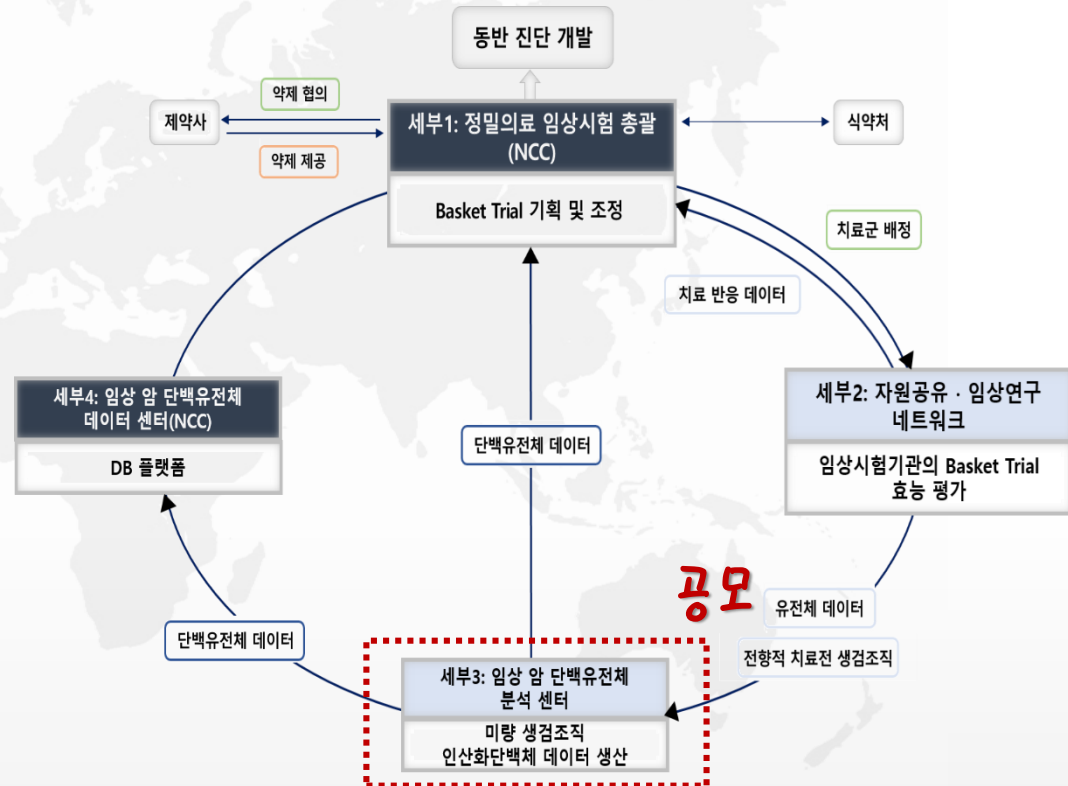 동반 진단 개발
약제 협의
제약사
약제 제공
세부1: 정밀의료 임상시험 총괄
(NCC)
Basket Trial 기획 및 조정
식약처
치료군 배정
치료 반응 데이터
세부4: 임상 암 단백유전체
데이터 센터(NCC)
DB 플랫폼
단백유전체 데이터
세부2: 자원공유 · 임상연구
네트워크
임상시험기관의 Basket Trial
효능 평가
공모
유전체 데이터
전향적 치료전 생검조직
단백유전체 데이터
세부3: 임상 암 단백유전체
분석 센터
미량 생검조직
인산화단백체 데이터 생산